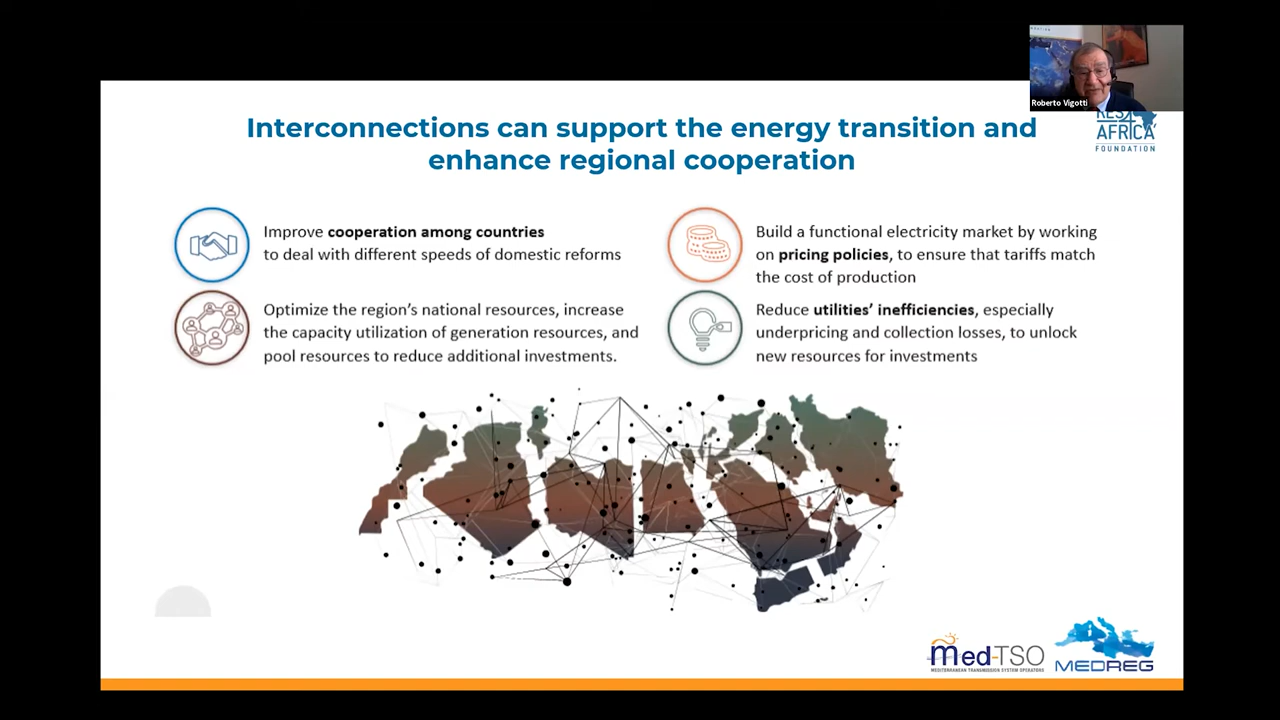 Roberto Vigotti
RES4
AFRICA
FOUNDATION
Interconnections can support the energy transition and
enhance regional cooperation
Improve cooperation among countries
to deal with different speeds of domestic reforms
Build a functional electricity market by working
on pricing policies, to ensure that tariffs match
the cost of production
Optimize the region's national resources, increase
the capacity utilization of generation resources, and
pool resources to reduce additional investments.
Reduce utilities' inefficiencies, especially
underpricing and collection losses, to unlock
new resources for investments
Med-TSO
MEDITERRANEAN TRANSMISSION SYSTEM OPERATORS
MEDREG